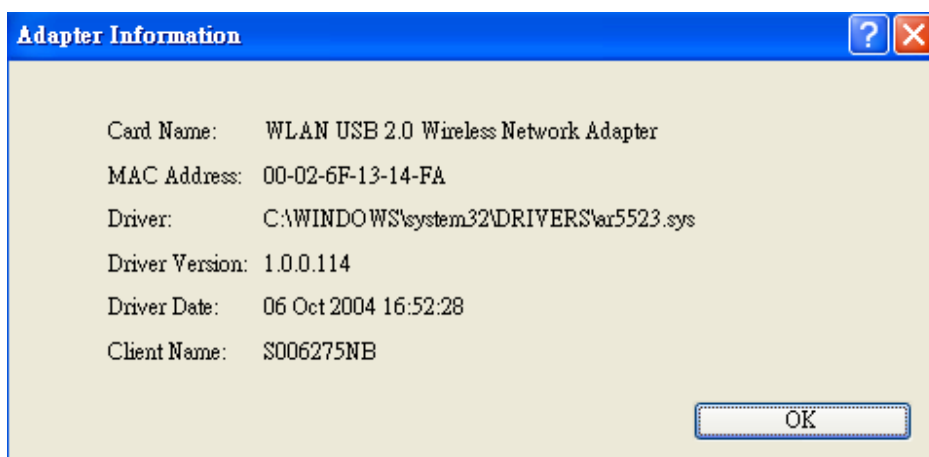 Adapter Information
Card Name: WLAN USB 2.0 Wireless Network Adapter
MAC Address: 00-02-6F-13-14-FA
Driver: C:\WINDOWS\system32\DRIVERS\ar5523.sys
Driver Version: 1.0.0.114
Driver Date: 06 Oct 2004 16:52:28
Client Name: S006275NB
OK